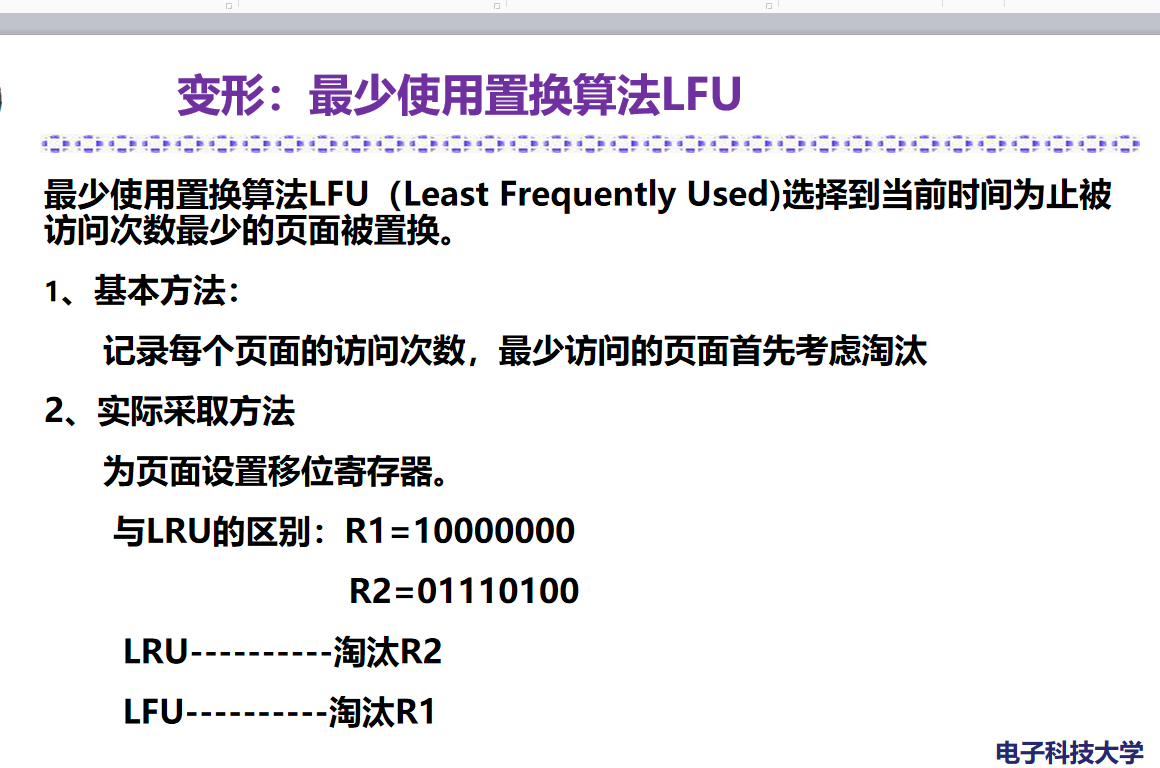 变形：最少使用置换算法LFU
最少使用置换算法LFU（Least Frequently Used)选择到当前时间为止被
访问次数最少的页面被置换。
1、基本方法：
记录每个页面的访问次数，最少访问的页面首先考虑淘汰
2、实际采取方法
为页面设置移位寄存器。
与LRU的区别：R1=10000000
R2=01110100
LRU----------淘汰R2
LFU----------淘汰R1
电子科技大学